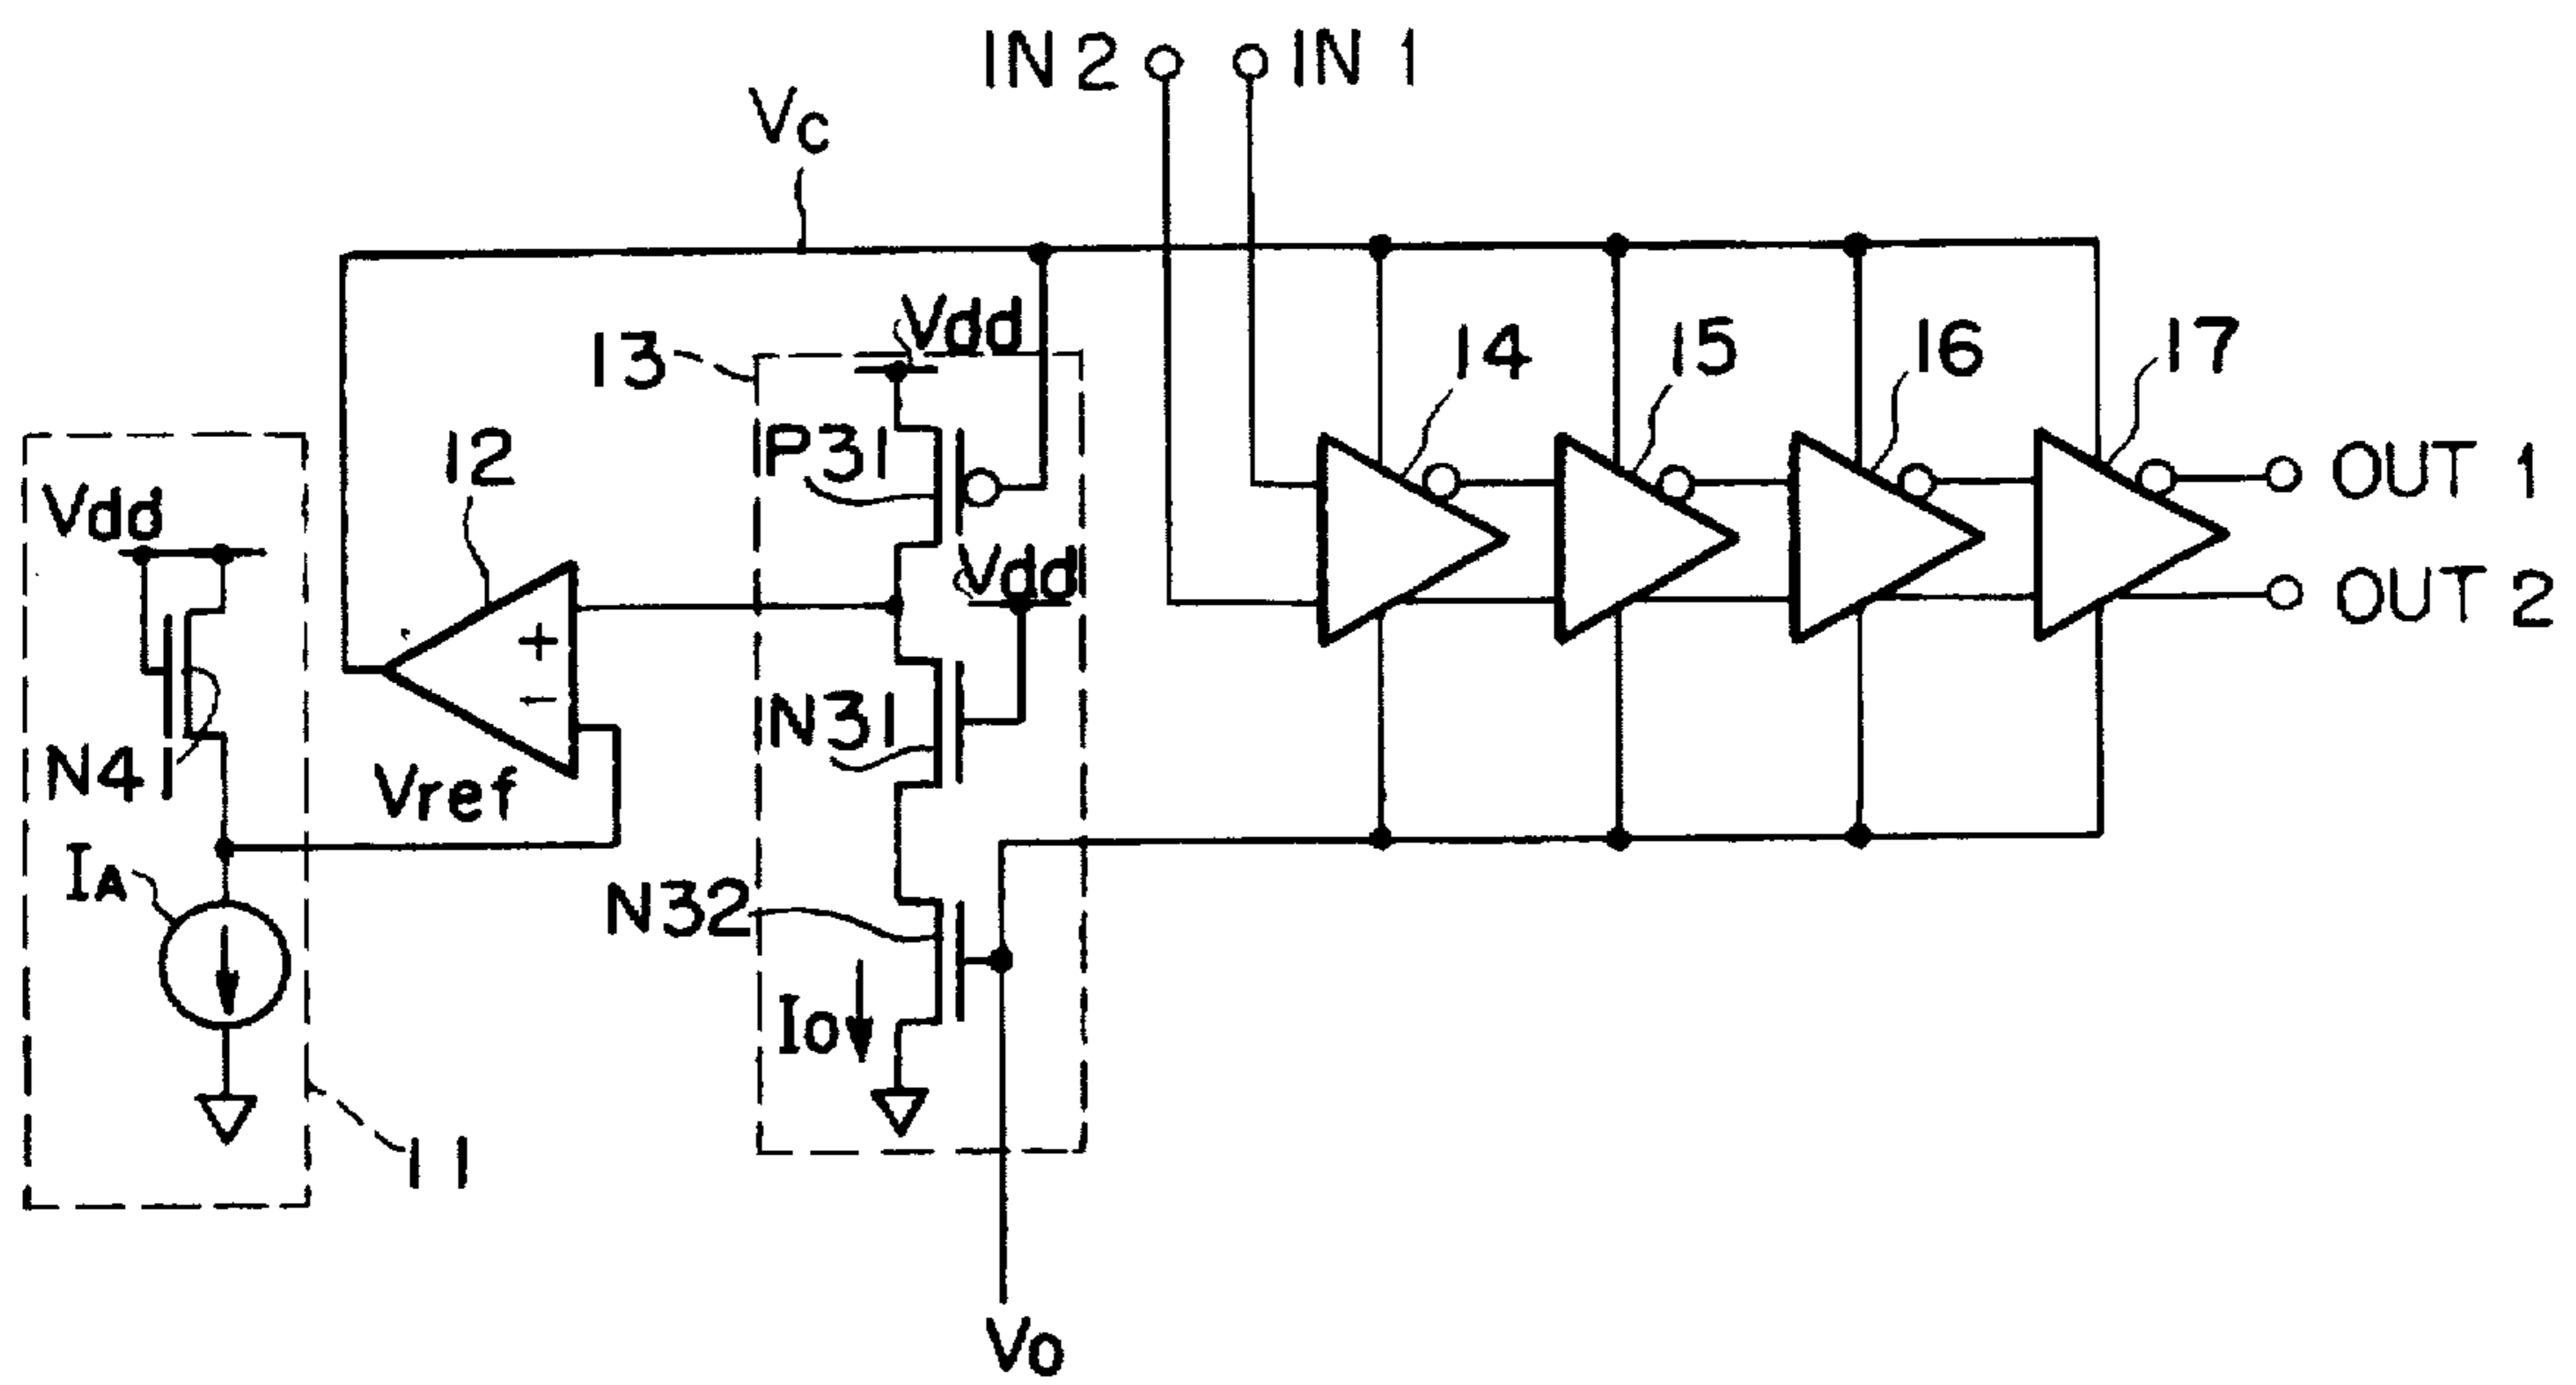 IN 2
IN 1
Vc
Vdd
13
14
15
16
17
P31
12
OUT 1
Vdd
Vdd
OUT 2
+
−
N31
N41
Vref
IA
N32
Io
11
Vo